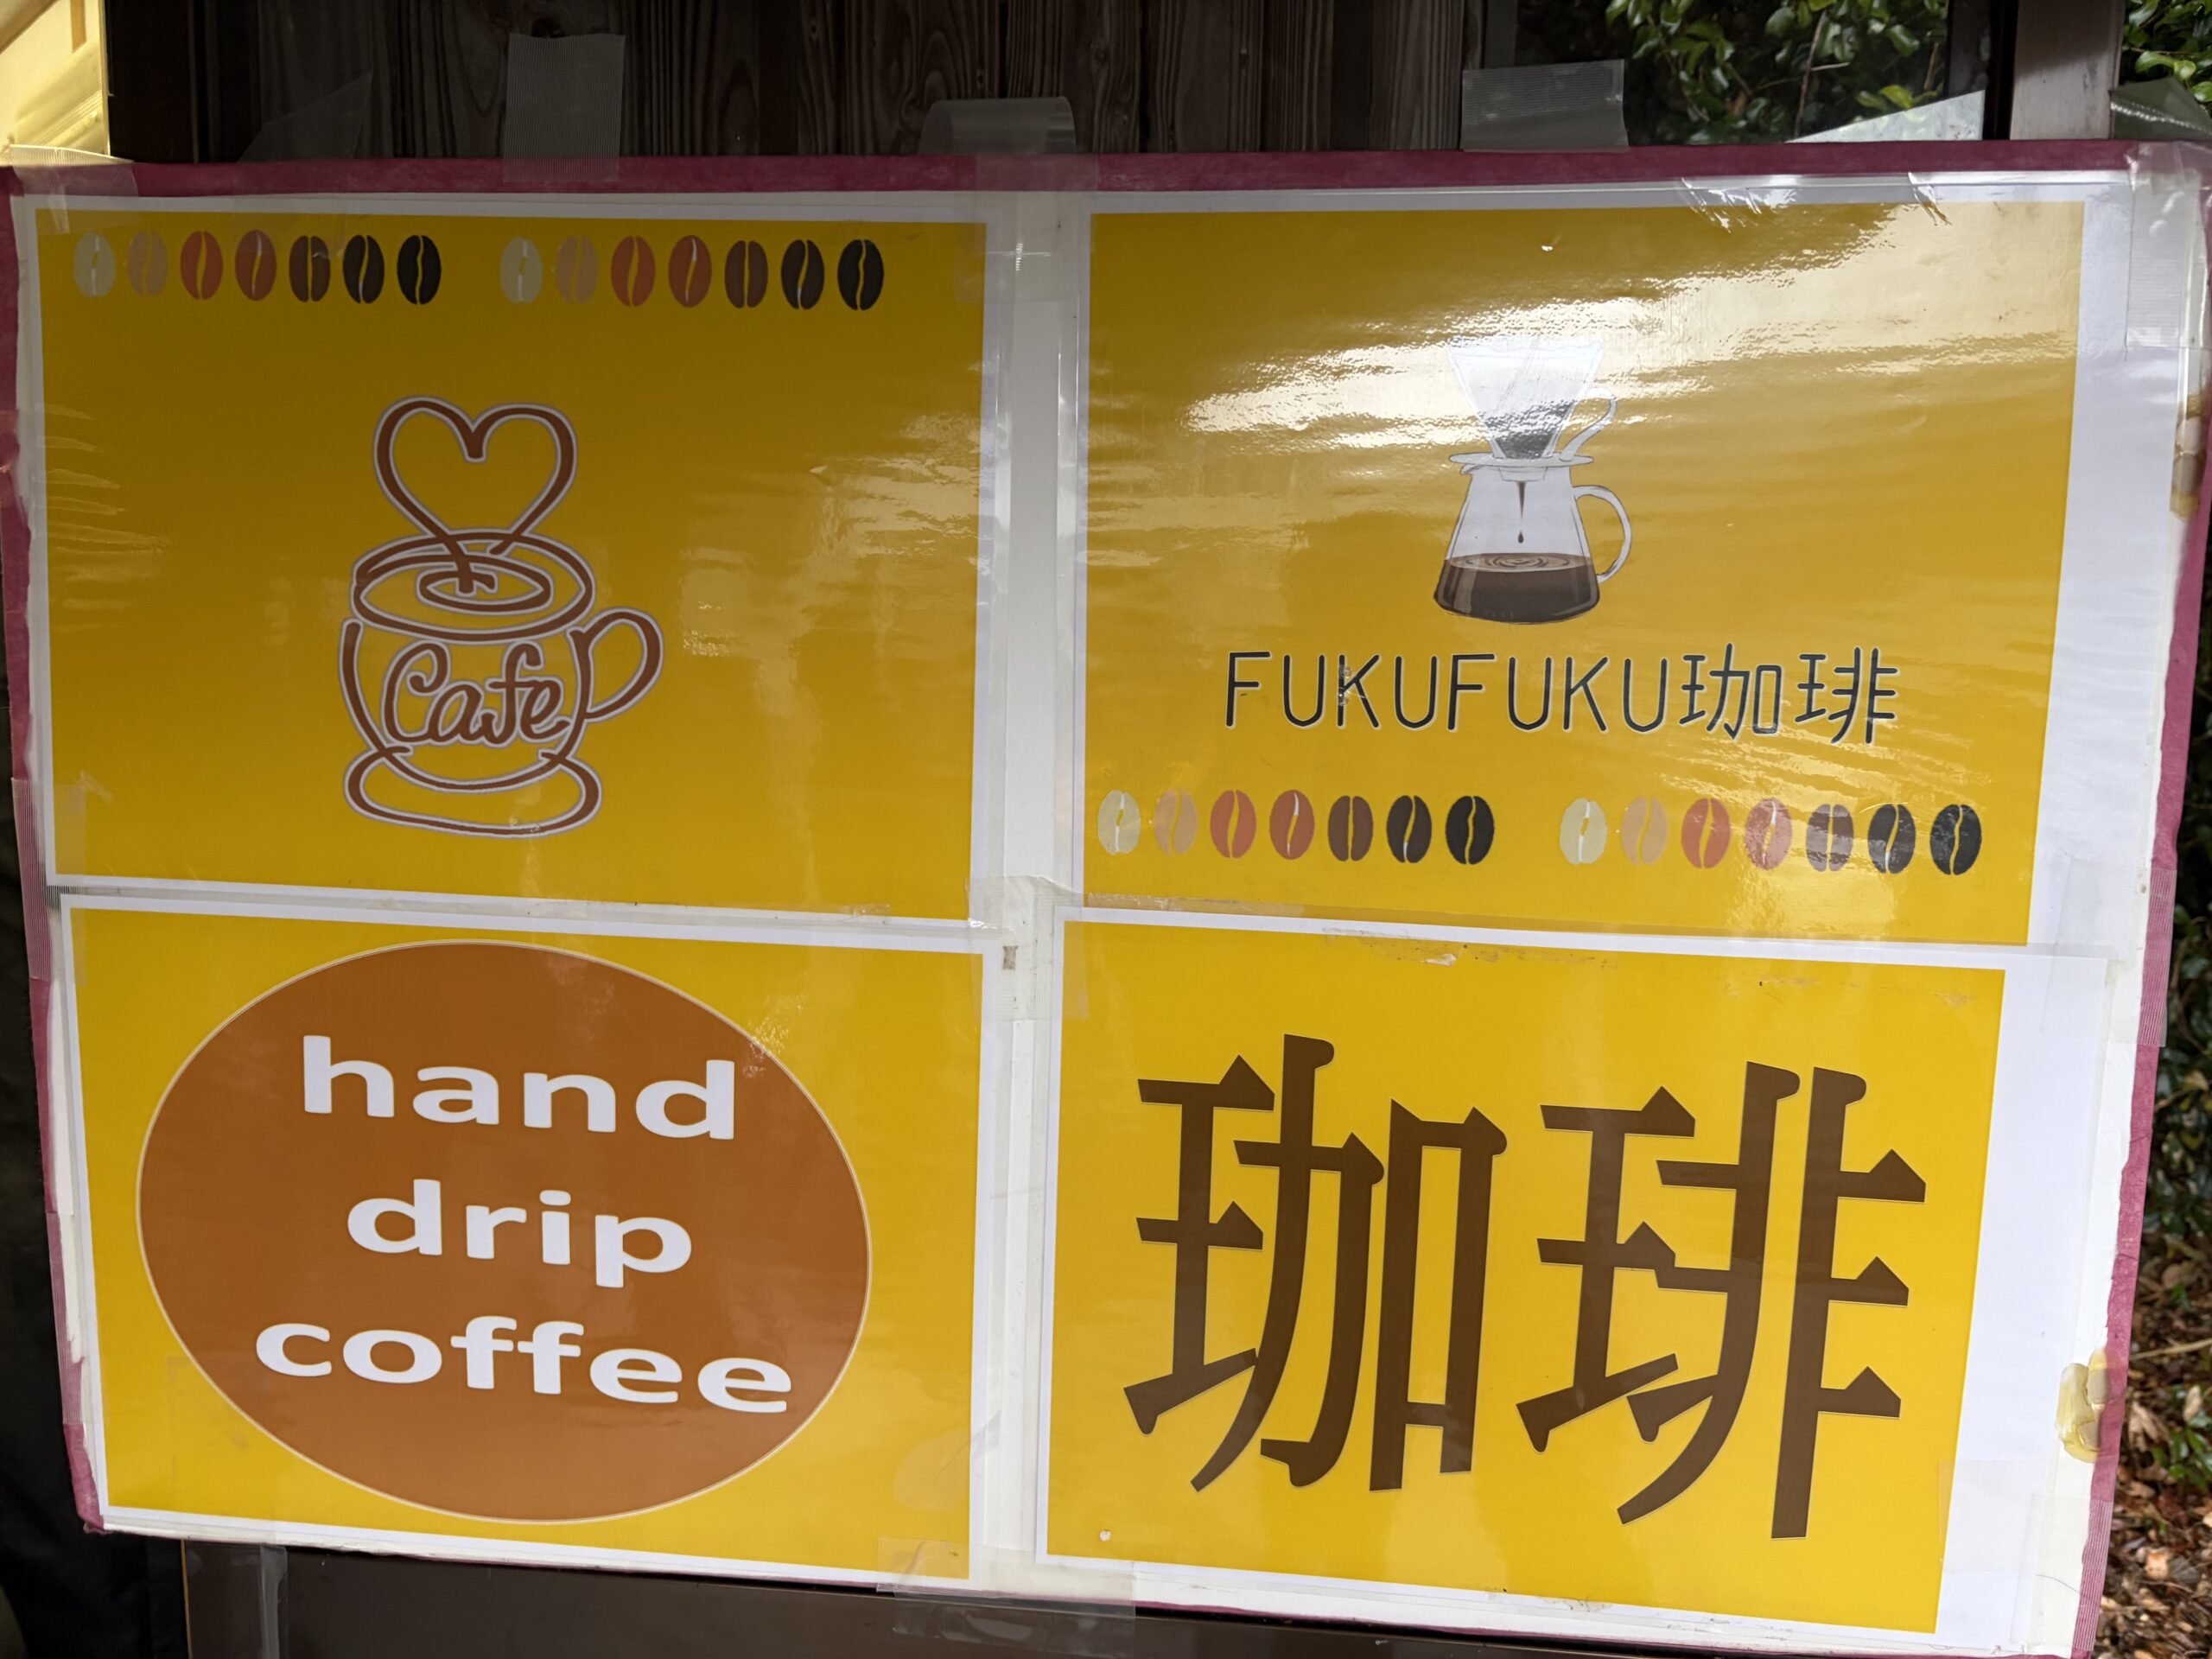 Cafe
FUKUFUKU珈琲
hand
drip
coffee
珈琲